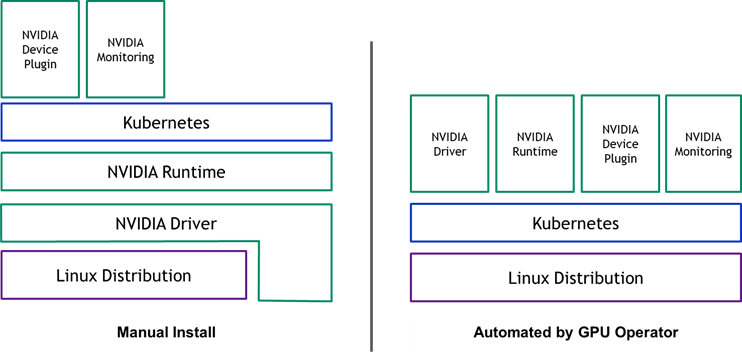 NVIDIA
Device
Plugin
NVIDIA
Monitoring
Kubernetes
NVIDIA Runtime
NVIDIA Driver
Linux Distribution
Manual Install
NVIDIA
Driver
NVIDIA
Runtime
NVIDIA
Device
Plugin
NVIDIA
Monitoring
Kubernetes
Linux Distribution
Automated by GPU Operator